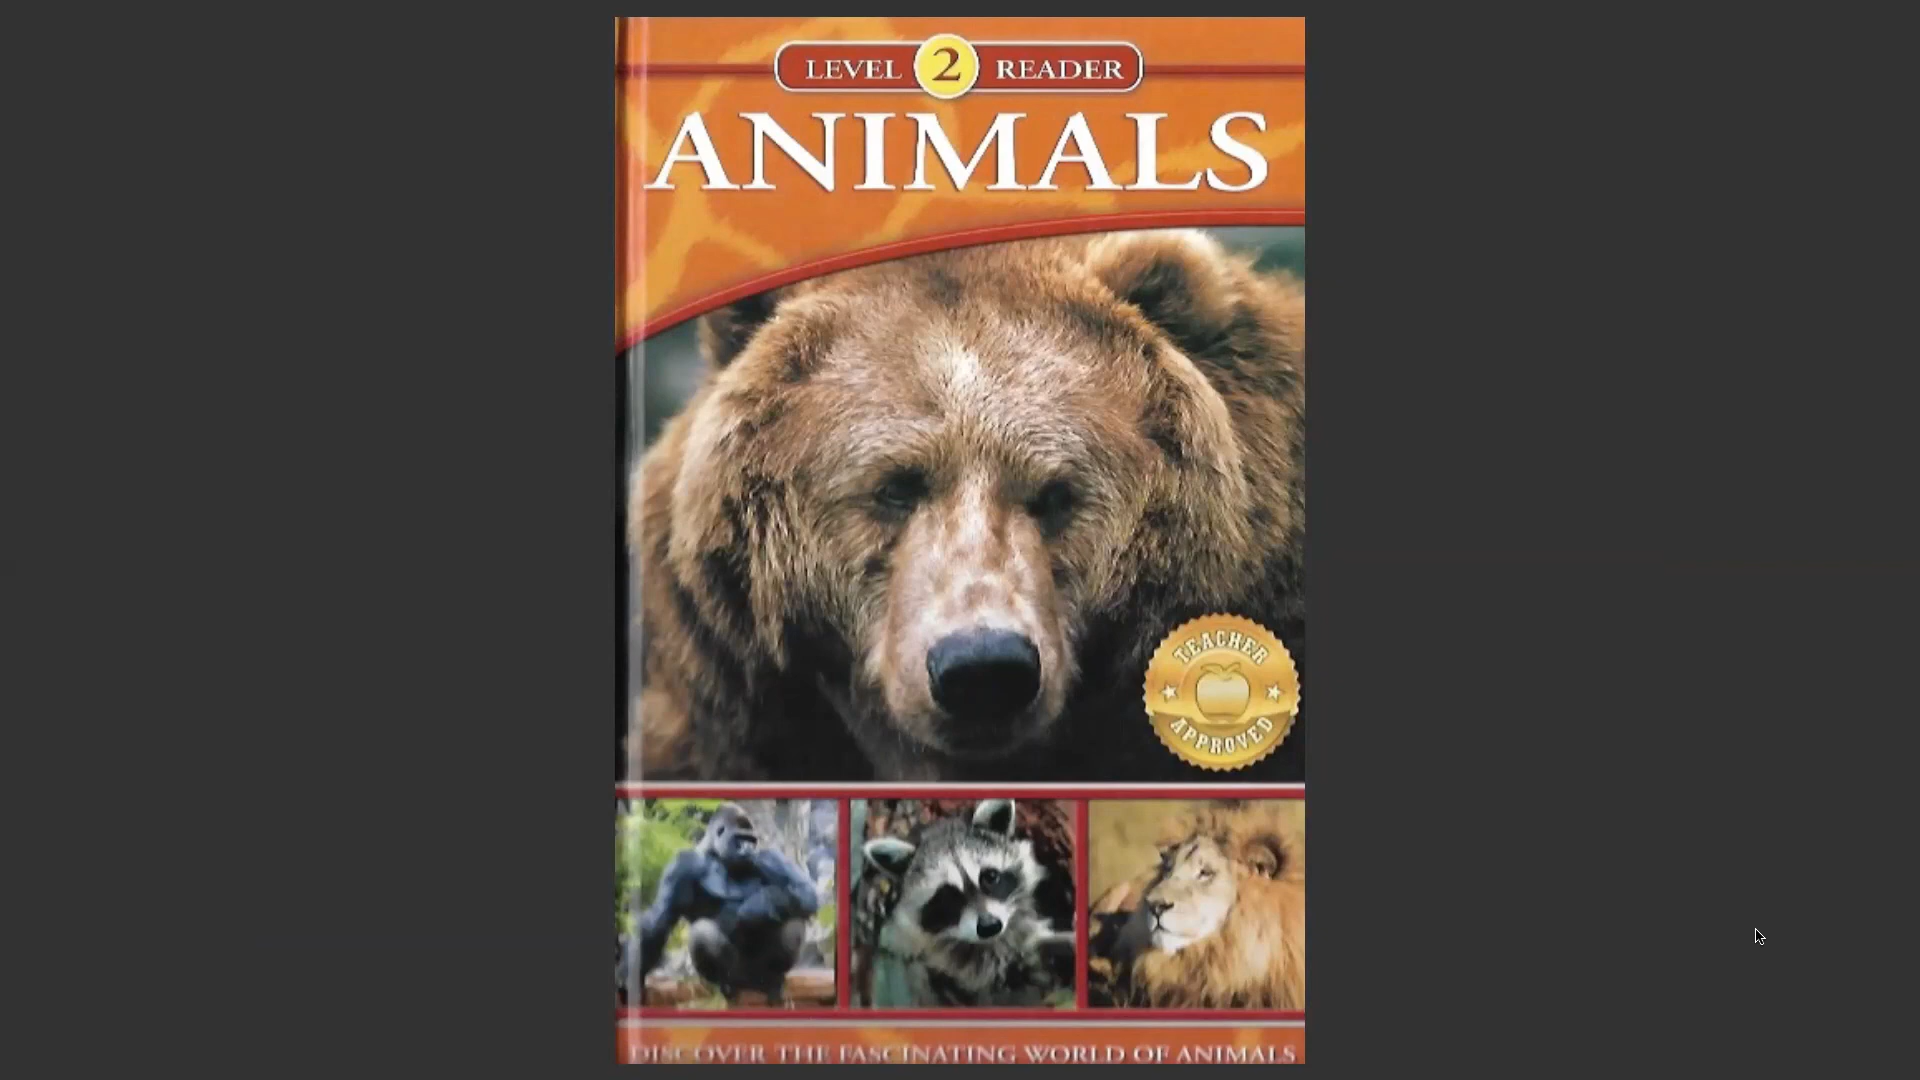 LEVEL 2 READER
ANIMALS
TEACHER
APPROVED
DISCOVER THE FASCINATING WORLD OF ANIMALS